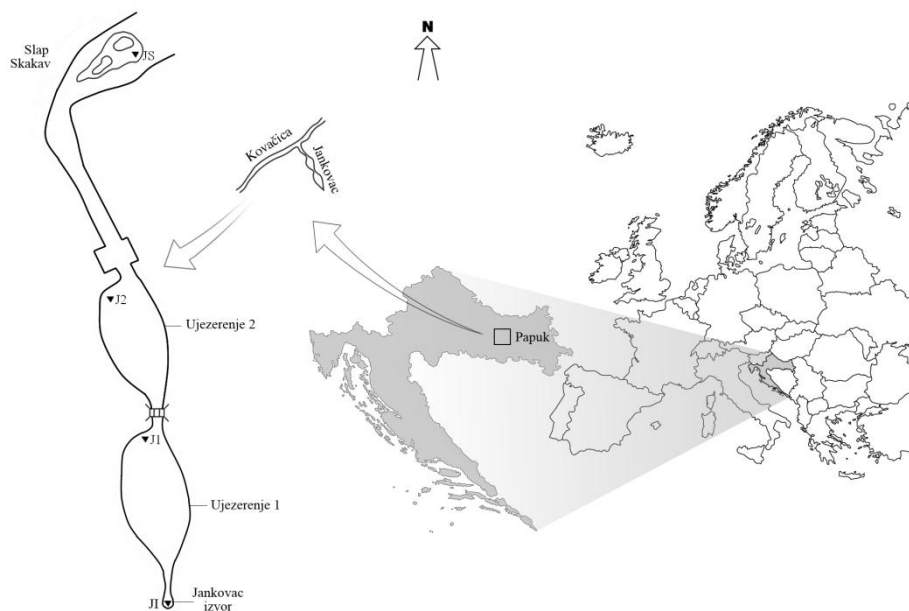 Slap
Skakav
JS
N
Kovačica
Jankovac
J2
Ujezerenje 2
Papuk
J1
Ujezerenje 1
JI
Jankovac
izvor